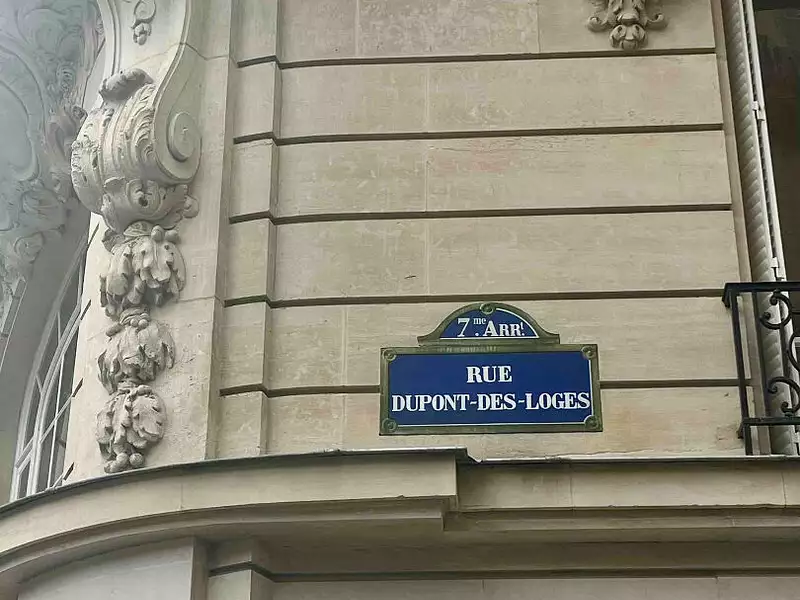 7me. ARRt
RUE
DUPONT-DES-LOGES